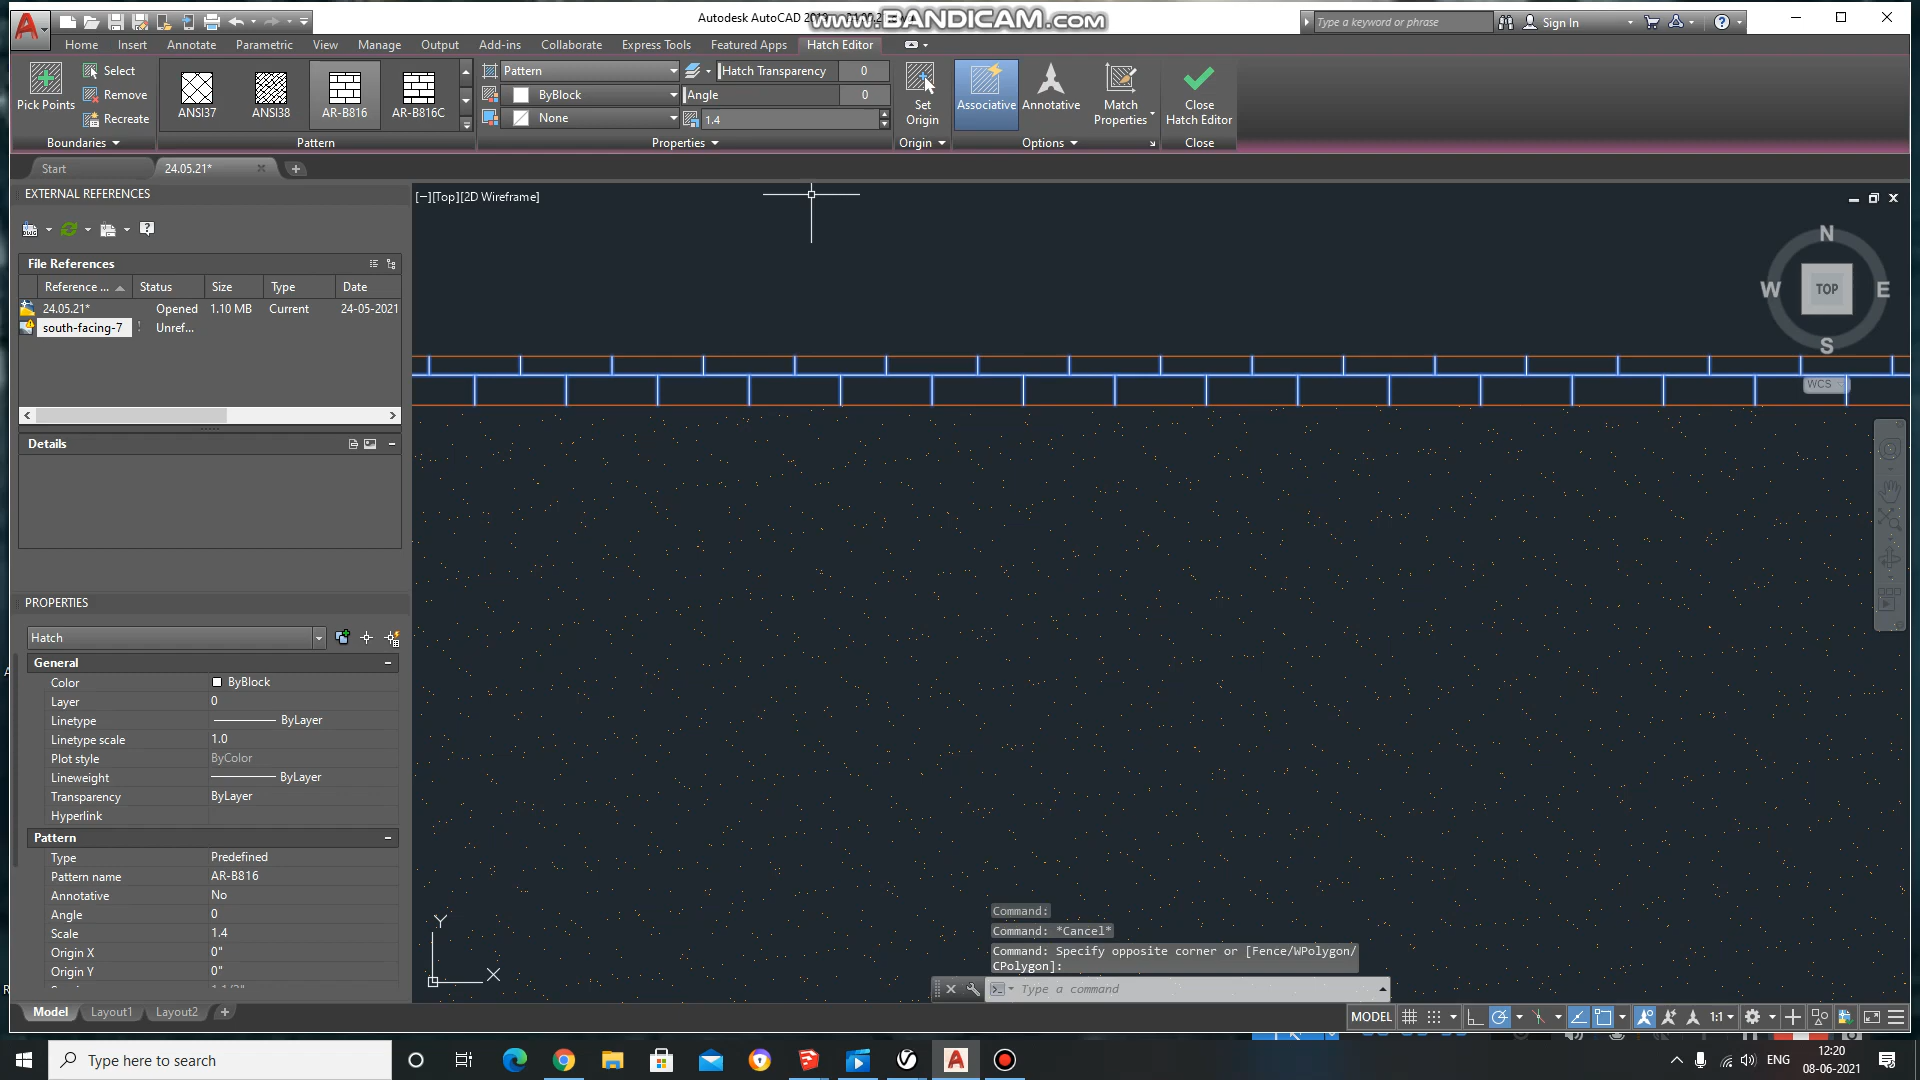 Autodesk AutoCAD
www.BANDICAM.com
Type a keyword or phrase
Sign In
Home Insert Annotate Parametric View Manage Output Add-ins Collaborate Express Tools Featured Apps Hatch Editor
Pick Points
Select
Remove
Recreate
Boundaries
ANSI37
ANSI38
AR-B816
AR-B816C
Pattern
Pattern
ByBlock
None
Hatch Transparency 0
Angle 0
1.4
Properties
Set Origin
Origin
Associative
Annotative
Match Properties
Options
Close Hatch Editor
Close
Start
24.05.21*
EXTERNAL REFERENCES
File References
Reference ... Status Size Type Date
24.05.21* Opened 1.10 MB Current 24-05-2021
south-facing-7 ! Unref...
Details
PROPERTIES
Hatch
General
Color ByBlock
Layer 0
Linetype ByLayer
Linetype scale 1.0
Plot style ByColor
Lineweight ByLayer
Transparency ByLayer
Hyperlink
Pattern
Type Predefined
Pattern name AR-B816
Annotative No
Angle 0
Scale 1.4
Origin X 0"
Origin Y 0"
[−][Top][2D Wireframe]
N
W TOP E
S
WCS
Y
X
Command:
Command: *Cancel*
Command: Specify opposite corner or [Fence/WPolygon/
CPolygon]:
Type a command
Model Layout1 Layout2
MODEL
1:1
Type here to search
ENG
12:20
08-06-2021